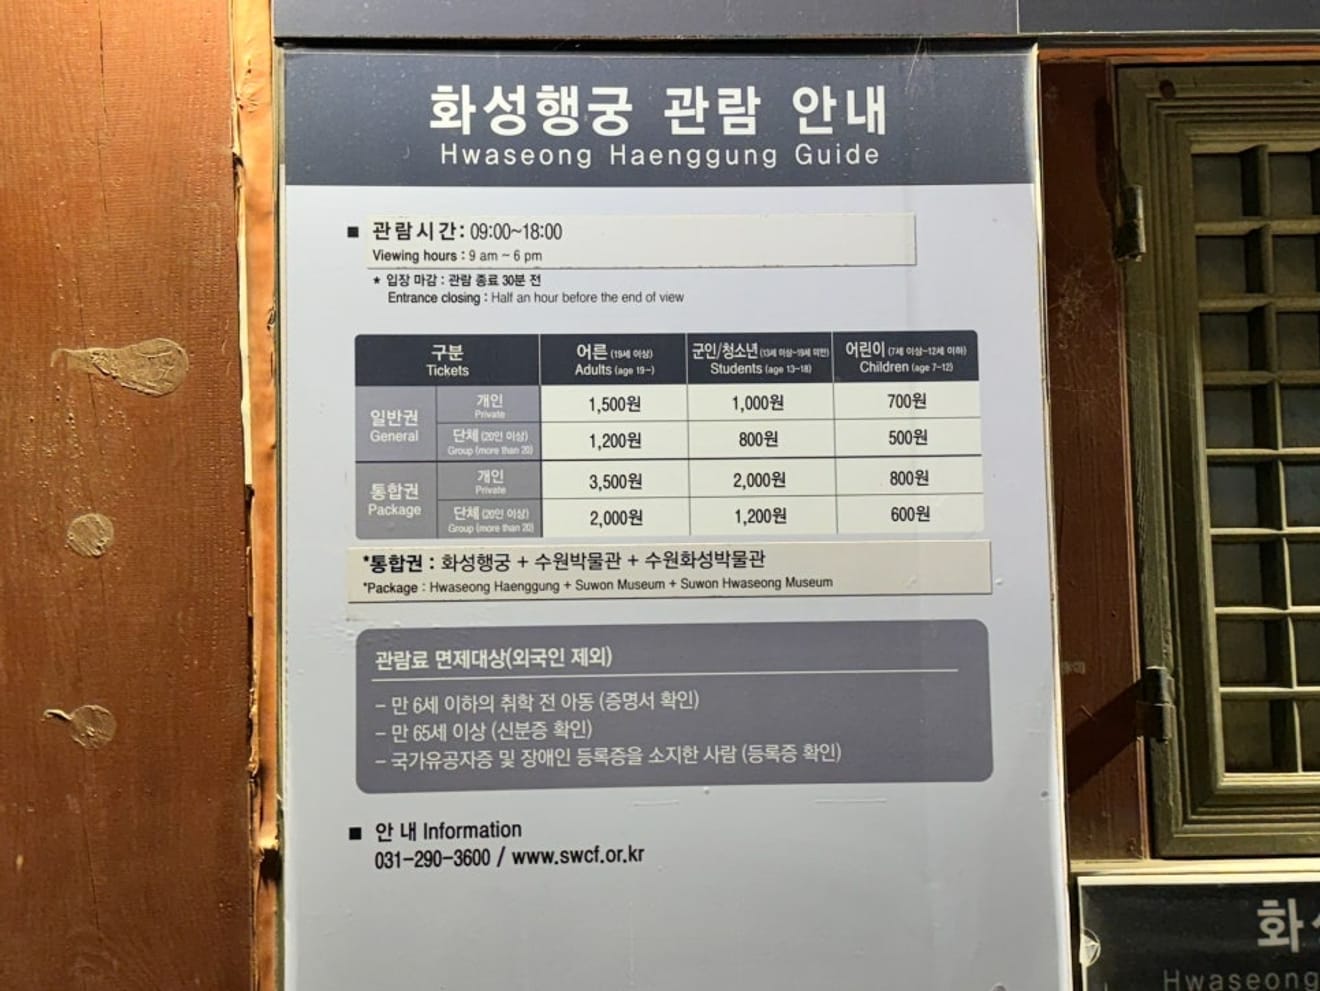 화성행궁 관람 안내
Hwaseong Haenggung Guide
■ 관람시간: 09:00~18:00
Viewing hours : 9 am ~ 6 pm
* 입장 마감 : 관람 종료 30분 전
Entrance closing : Half an hour before the end of view
구분 어른 (19세 이상) 군인/청소년 (13세 이상~19세 미만) 어린이 (7세 이상~12세 이하)
Tickets Adults (age 19~) Students (age 13~18) Children (age 7~12)
일반권 General 개인 Private 1,500원 1,000원 700원
단체 (20인 이상) Group (more than 20) 1,200원 800원 500원
통합권 Package 개인 Private 3,500원 2,000원 800원
단체 (20인 이상) Group (more than 20) 2,000원 1,200원 600원
*통합권 : 화성행궁 + 수원박물관 + 수원화성박물관
*Package : Hwaseong Haenggung + Suwon Museum + Suwon Hwaseong Museum
관람료 면제대상(외국인 제외)
- 만 6세 이하의 취학 전 아동 (증명서 확인)
- 만 65세 이상 (신분증 확인)
- 국가유공자증 및 장애인 등록증을 소지한 사람 (등록증 확인)
■ 안 내 Information
031-290-3600 / www.swcf.or.kr
화
Hwaseong